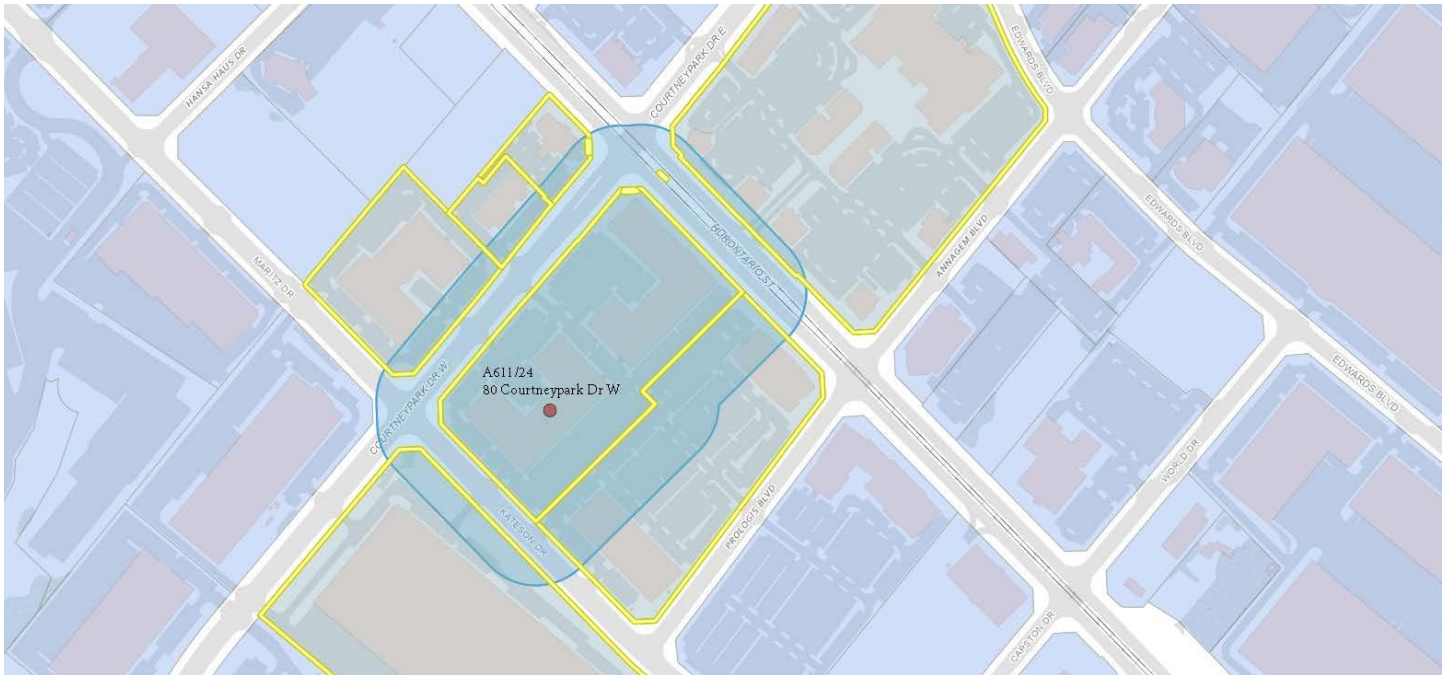 HANSA HAUS DR
COURTNEYPARK DR E
EDWARDS BLVD
MARITZ DR
HURONTARIO ST
ANNAGEM BLVD
EDWARDS BLVD
A611/24
80 Courtneypark Dr W
COURTNEYPARK DR W
EDWARDS BLVD
WORLD DR
KATESON DR
PROLOGIS BLVD
CAPSTON DR